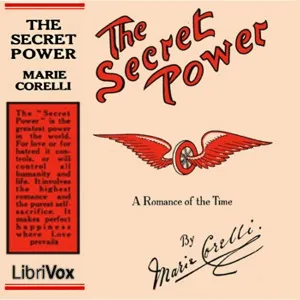 THE
SECRET
POWER
MARIE
CORELLI
The "Secret
Power" is the
greatest power
in the world.
For love or for
hatred it con-
trols, or will
control all
humanity and
life. It involves
the highest
romance and
the purest self-
sacrifice. It
makes perfect
happiness
where Love
prevails
LibriVox
The
Secret
Power
A Romance of the Time
By
Marie Corelli.